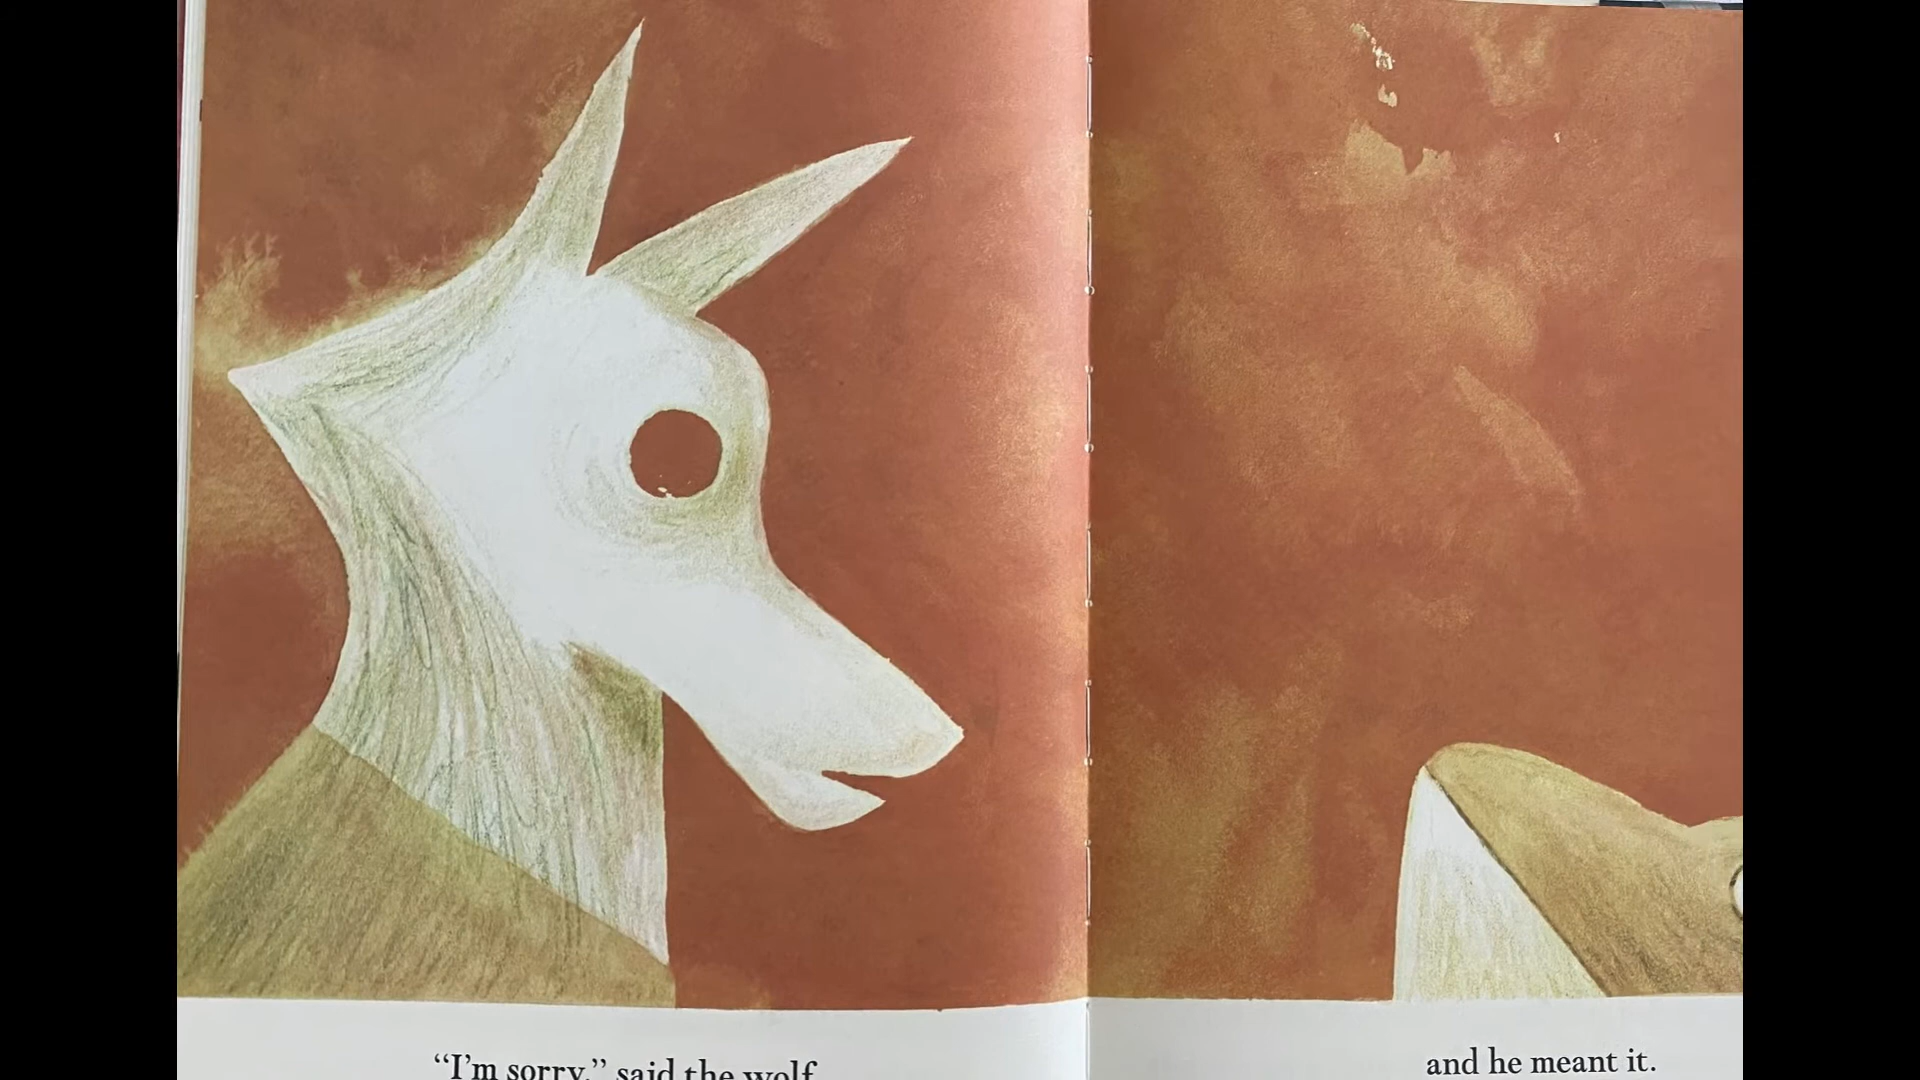 “I’m sorry,” said the wolf
and he meant it.